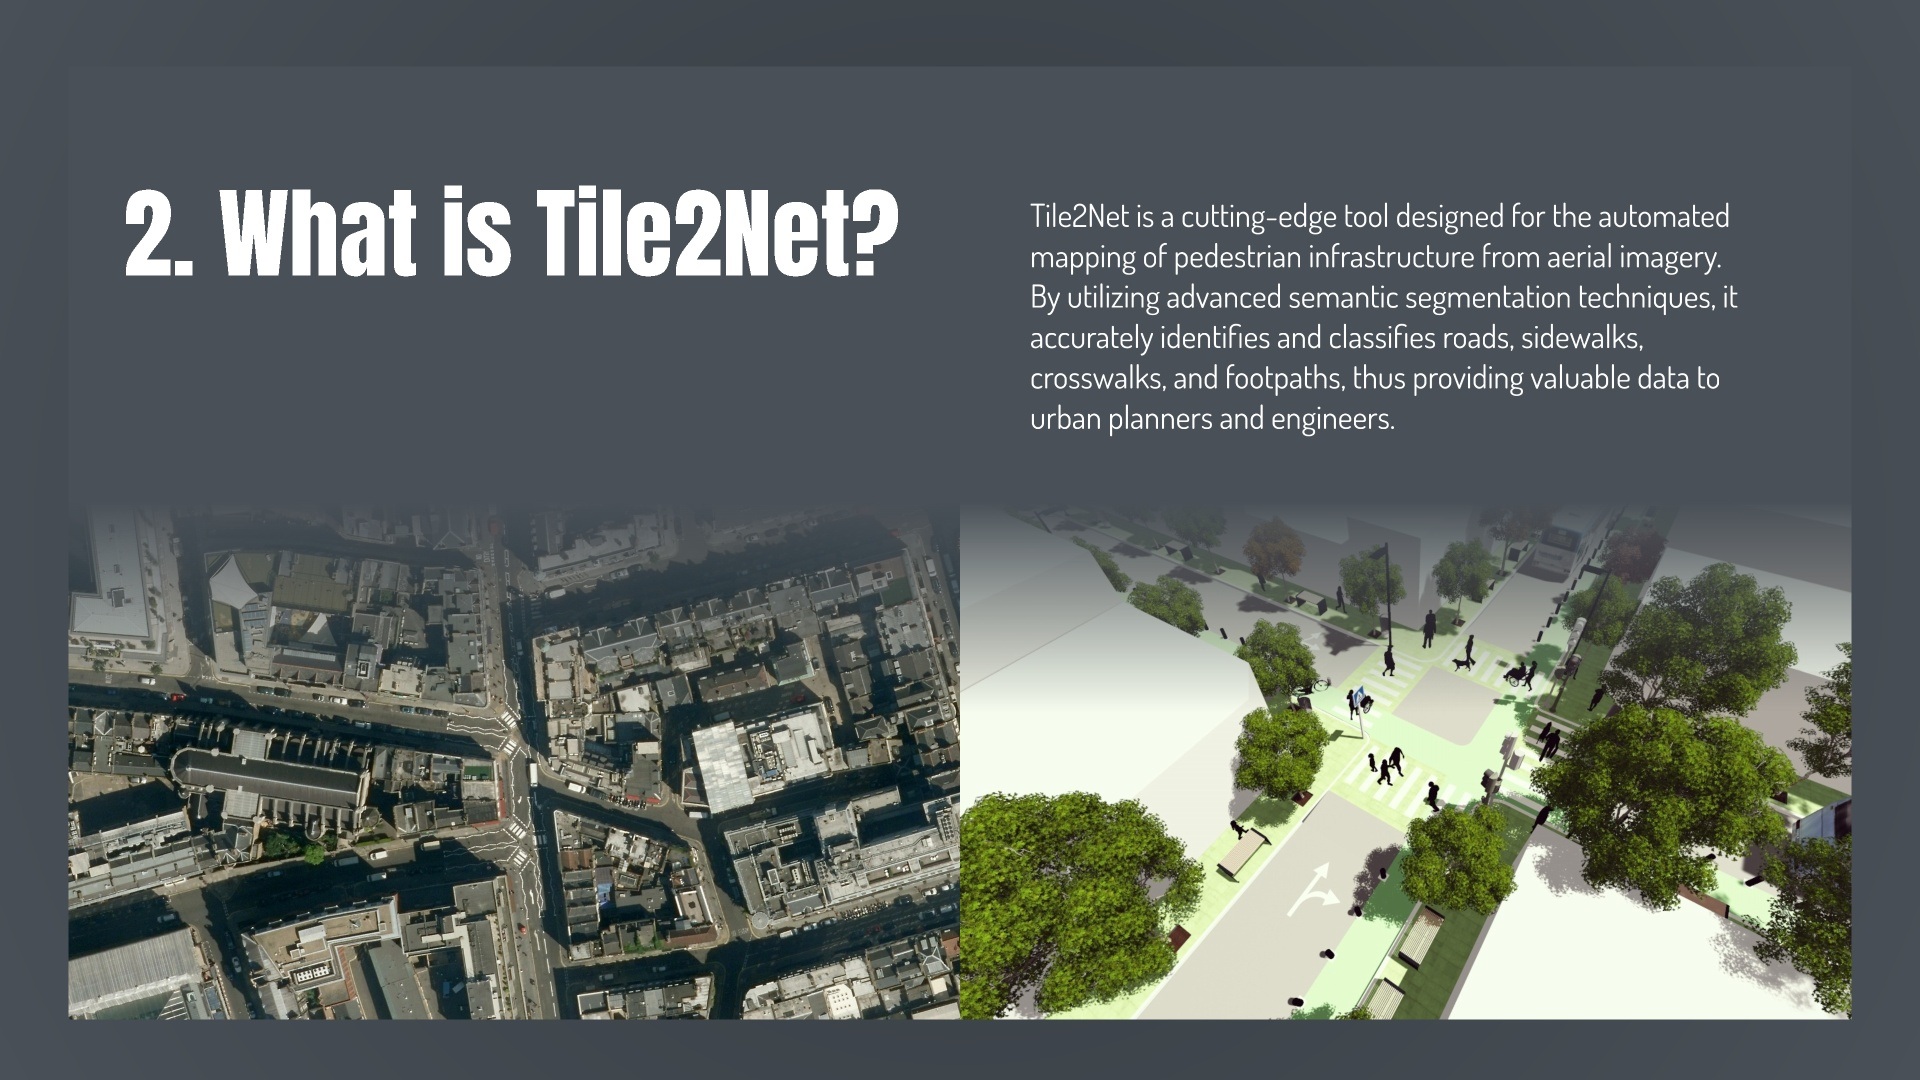 2. What is Tile2Net?
Tile2Net is a cutting-edge tool designed for the automated
mapping of pedestrian infrastructure from aerial imagery.
By utilizing advanced semantic segmentation techniques, it
accurately identifies and classifies roads, sidewalks,
crosswalks, and footpaths, thus providing valuable data to
urban planners and engineers.